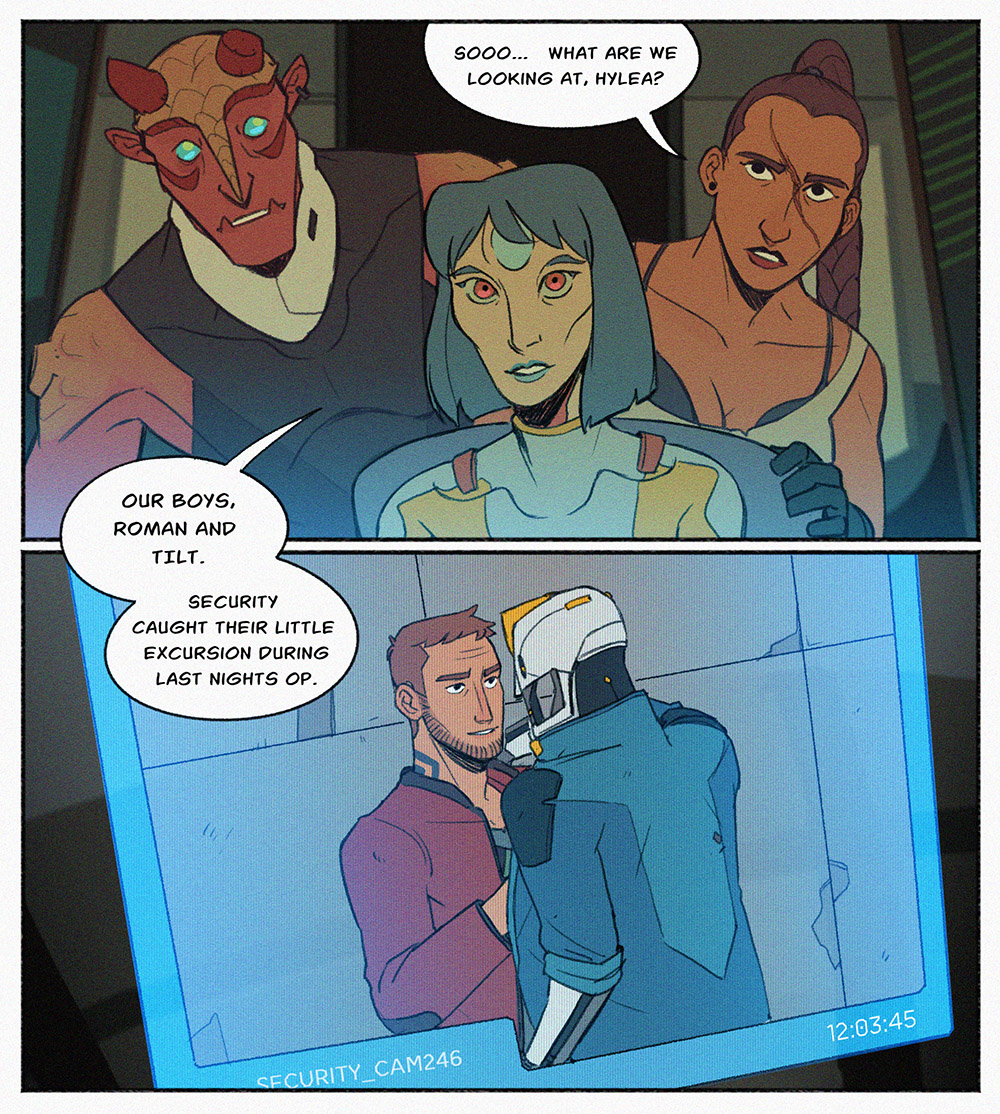 SOOO... WHAT ARE WE
LOOKING AT, HYLEA?
OUR BOYS,
ROMAN AND
TILT.
SECURITY
CAUGHT THEIR LITTLE
EXCURSION DURING
LAST NIGHTS OP.
12:03:45
SECURITY_CAM246